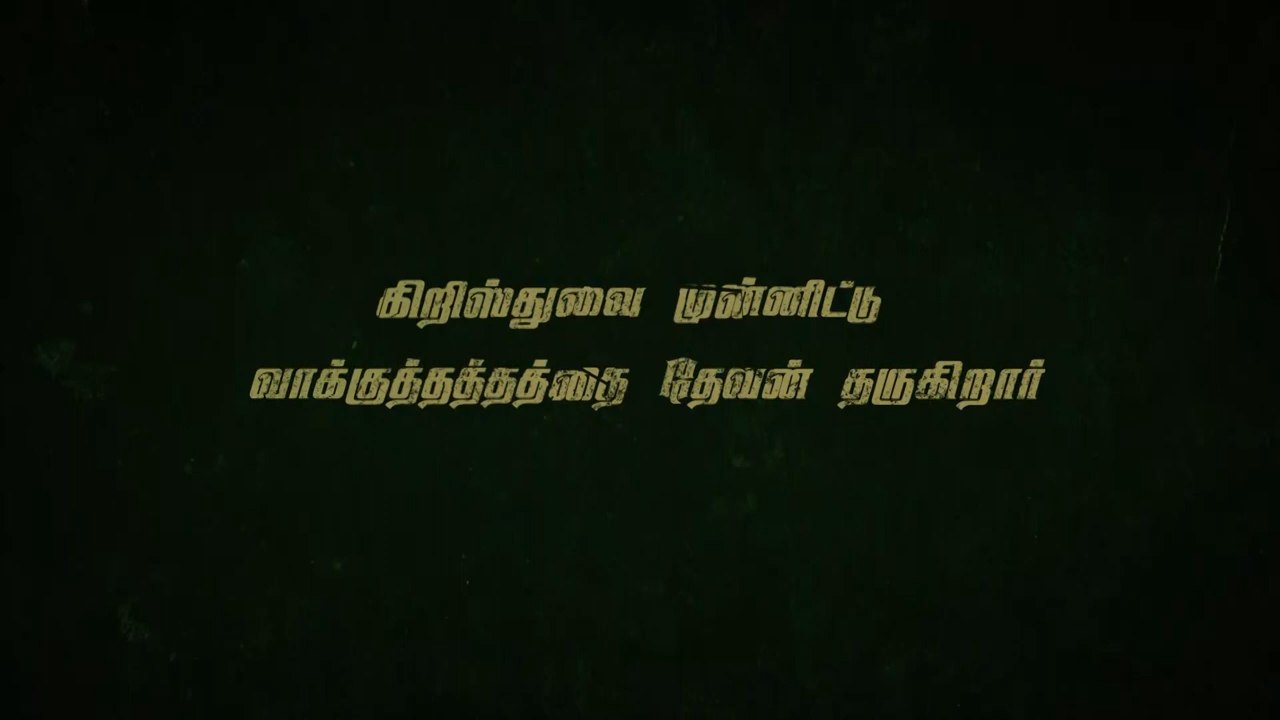 கிறிஸ்துவை முன்னிட்டு
வாக்குத்தத்தத்தை தேவன் தருகிறார்